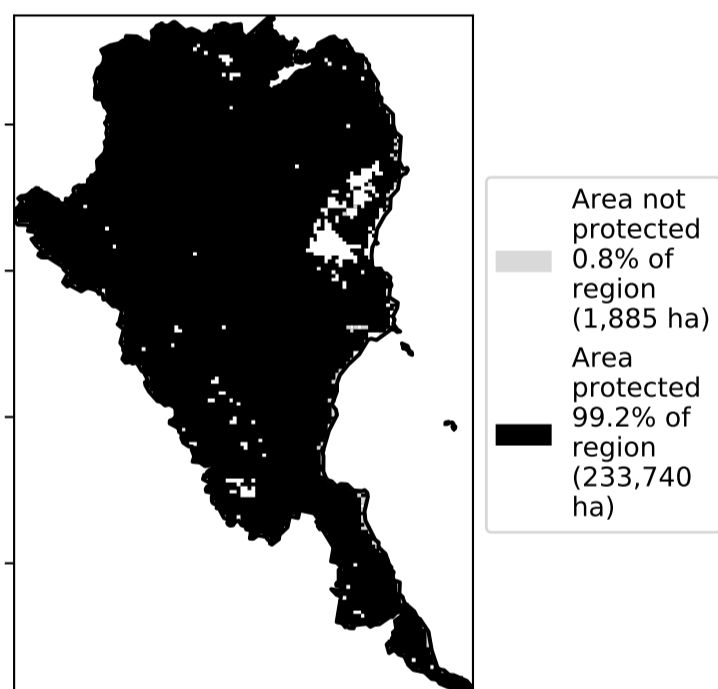 Area not
protected
0.8% of
region
(1,885 ha)
Area
protected
99.2% of
region
(233,740
ha)